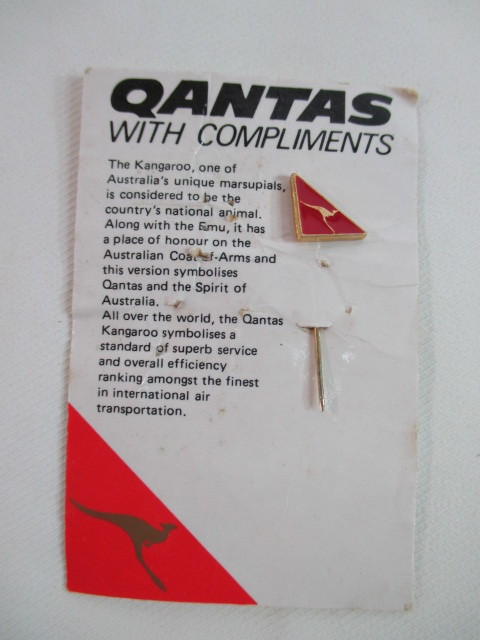 QANTAS
WITH COMPLIMENTS
The Kangaroo, one of
Australia's unique marsupials,
is considered to be the
country's national animal.
Along with the Emu, it has
a place of honour on the
Australian Coat-of-Arms and
this version symbolises
Qantas and the Spirit of
Australia.
All over the world, the Qantas
Kangaroo symbolises a
standard of superb service
and overall efficiency
ranking amongst the finest
in international air
transportation.